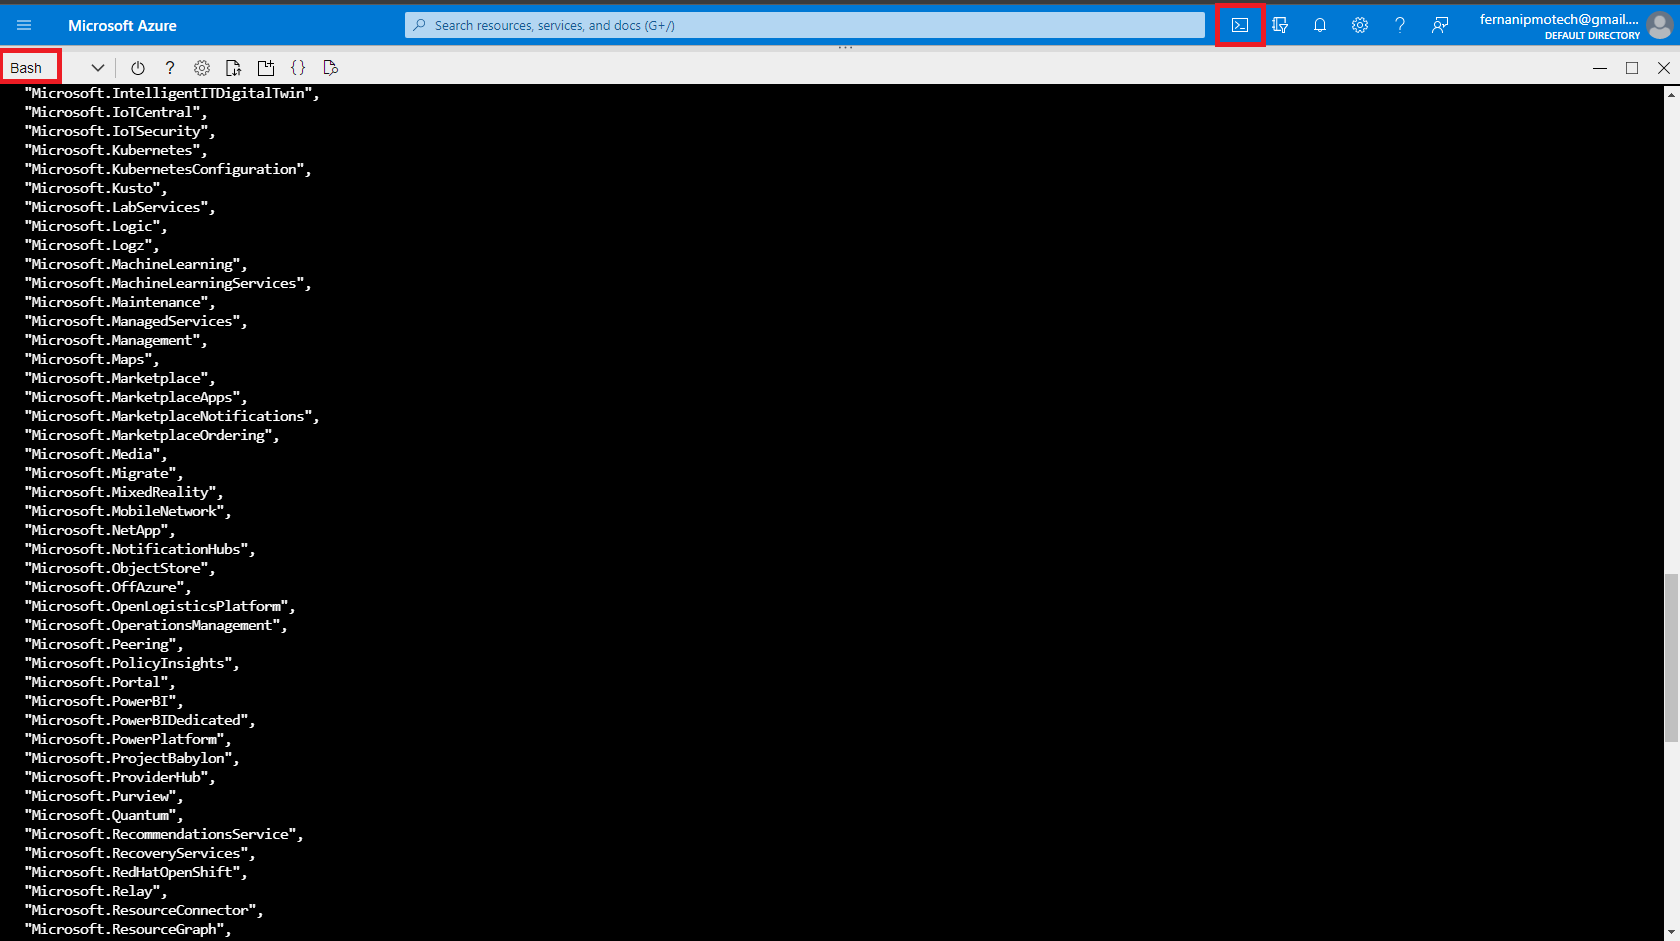 Microsoft Azure
Search resources, services, and docs (G+/)
fernanipmotech@gmail....
DEFAULT DIRECTORY
Bash
"Microsoft.IntelligentITDigitalTwin",
"Microsoft.IoTCentral",
"Microsoft.IoTSecurity",
"Microsoft.Kubernetes",
"Microsoft.KubernetesConfiguration",
"Microsoft.Kusto",
"Microsoft.LabServices",
"Microsoft.Logic",
"Microsoft.Logz",
"Microsoft.MachineLearning",
"Microsoft.MachineLearningServices",
"Microsoft.Maintenance",
"Microsoft.ManagedServices",
"Microsoft.Management",
"Microsoft.Maps",
"Microsoft.Marketplace",
"Microsoft.MarketplaceApps",
"Microsoft.MarketplaceNotifications",
"Microsoft.MarketplaceOrdering",
"Microsoft.Media",
"Microsoft.Migrate",
"Microsoft.MixedReality",
"Microsoft.MobileNetwork",
"Microsoft.NetApp",
"Microsoft.NotificationHubs",
"Microsoft.ObjectStore",
"Microsoft.OffAzure",
"Microsoft.OpenLogisticsPlatform",
"Microsoft.OperationsManagement",
"Microsoft.Peering",
"Microsoft.PolicyInsights",
"Microsoft.Portal",
"Microsoft.PowerBI",
"Microsoft.PowerBIDedicated",
"Microsoft.PowerPlatform",
"Microsoft.ProjectBabylon",
"Microsoft.ProviderHub",
"Microsoft.Purview",
"Microsoft.Quantum",
"Microsoft.RecommendationsService",
"Microsoft.RecoveryServices",
"Microsoft.RedHatOpenShift",
"Microsoft.Relay",
"Microsoft.ResourceConnector",
"Microsoft.ResourceGraph",